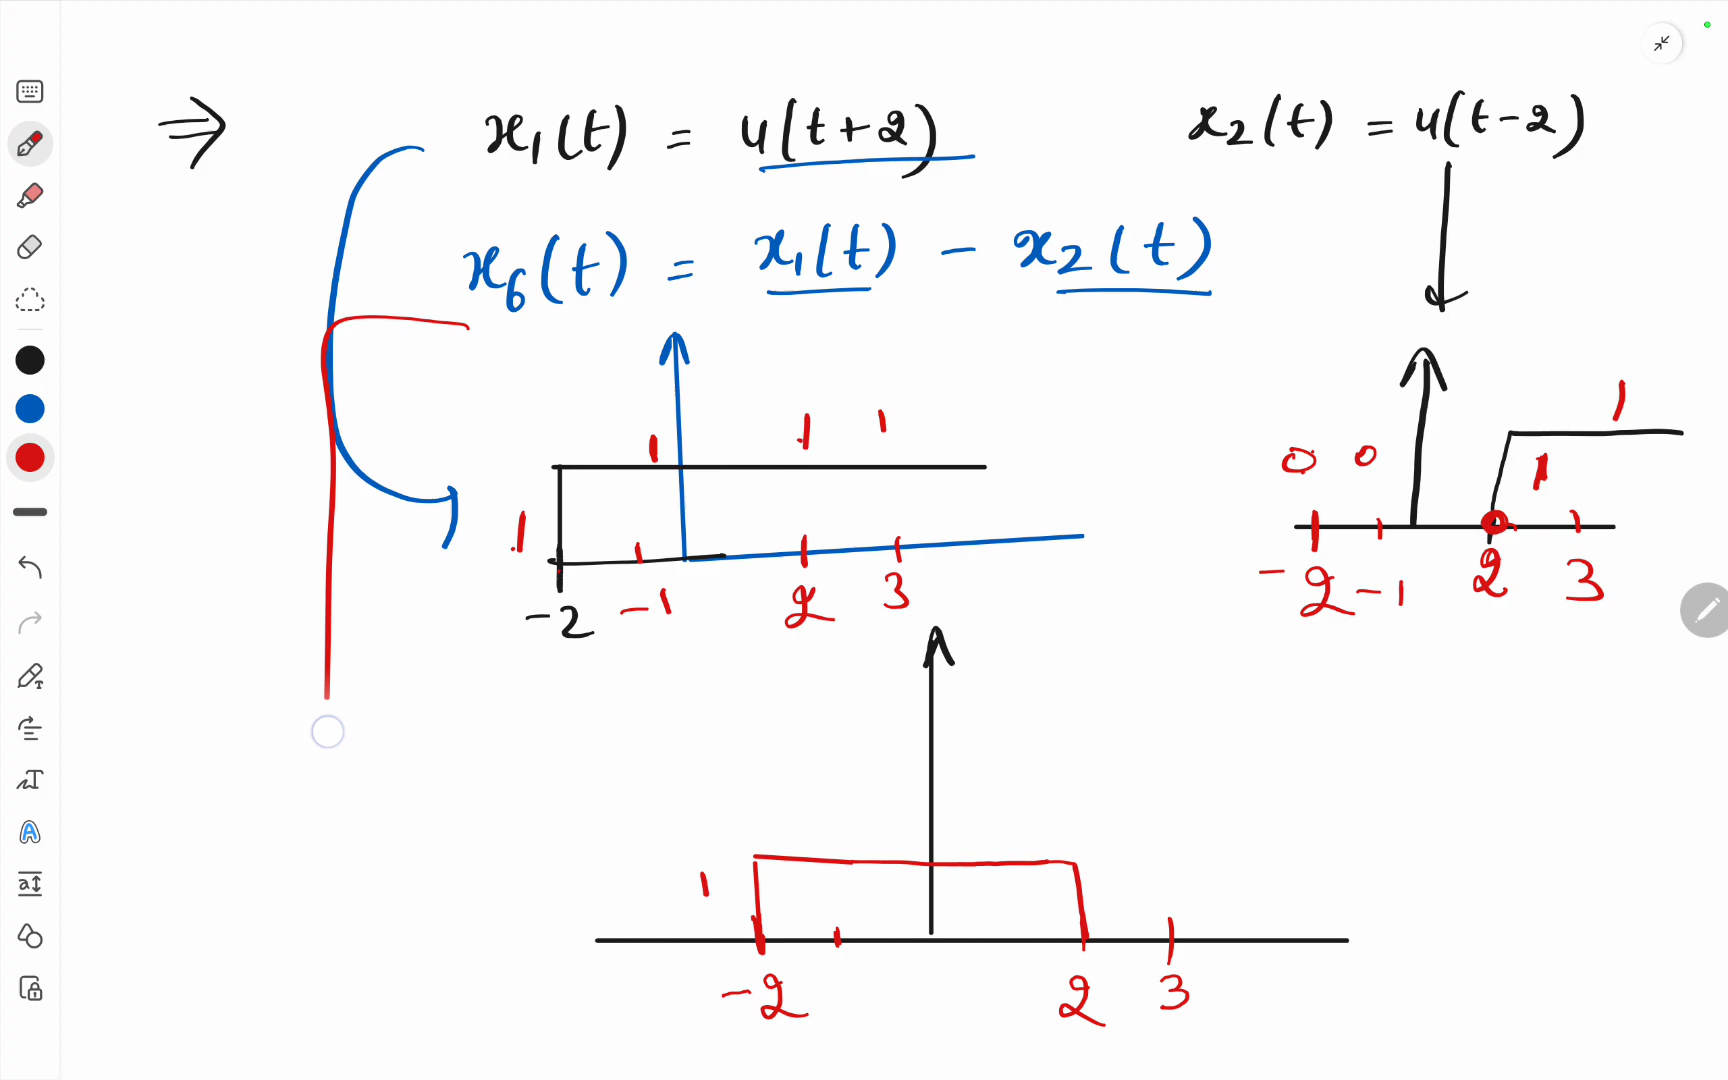 ⇒ x₁(t) = u(t+2) x₂(t) = u(t-2)
x₆(t) = x₁(t) - x₂(t)
1 1 1
1
-2 -1 2 3
1
0 0 1
-2 -1 2 3
1
-2 2 3